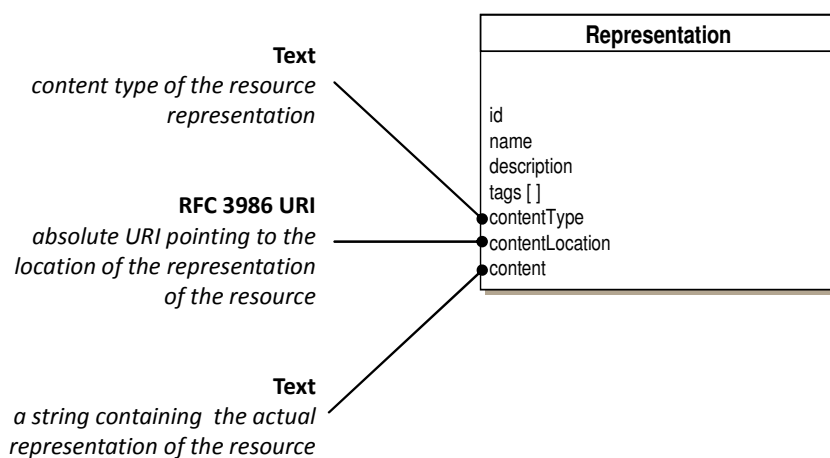 Representation
Text
content type of the resource
representation
RFC 3986 URI
absolute URI pointing to the
location of the representation
of the resource
Text
a string containing  the actual
representation of the resource
id
name
description
tags [ ]
contentType
contentLocation
content